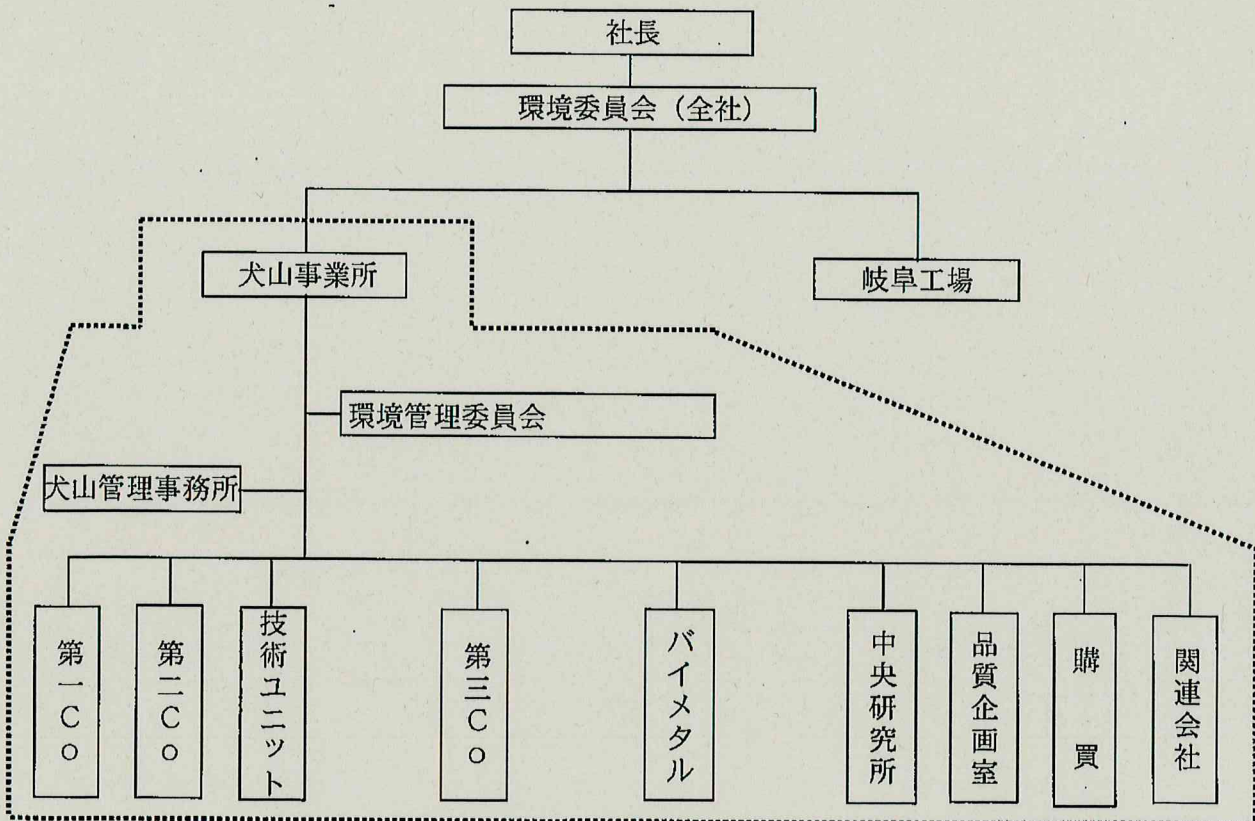 社長
環境委員会（全社）
犬山事業所
岐阜工場
環境管理委員会
犬山管理事務所
第一Ｃｏ
第二Ｃｏ
技術ユニット
第三Ｃｏ
バイメタル
中央研究所
品質企画室
購買
関連会社